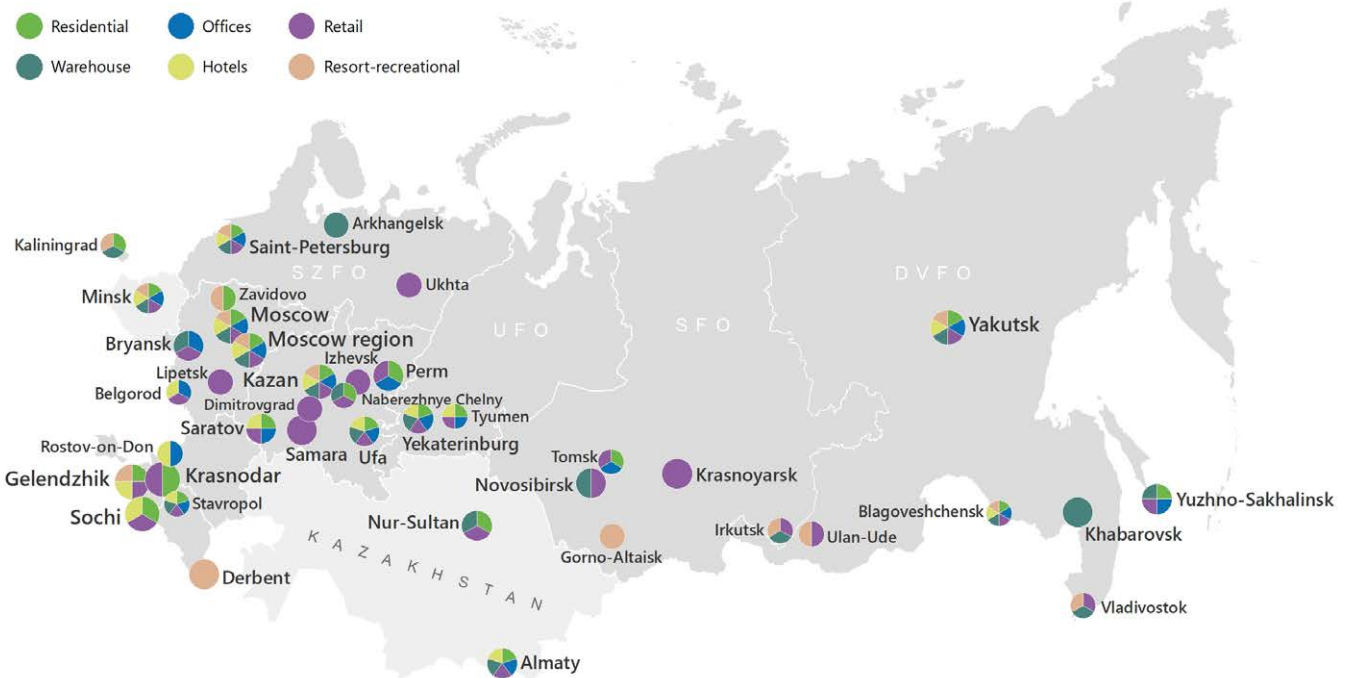 Residential
Offices
Retail
Warehouse
Hotels
Resort-recreational
Arkhangelsk
Kaliningrad
Saint-Petersburg
SZFO
DVFO
Ukhta
Minsk
Zavidovo
Moscow
UFO
SFO
Yakutsk
Bryansk
Moscow region
Izhevsk
Lipetsk
Kazan
Perm
Belgorod
Naberezhnye Chelny
Dimitrovgrad
Tyumen
Saratov
Yekaterinburg
Rostov-on-Don
Samara
Ufa
Tomsk
Gelendzhik
Krasnodar
Krasnoyarsk
Novosibirsk
Stavropol
Yuzhno-Sakhalinsk
Sochi
Blagoveshchensk
Nur-Sultan
Irkutsk
Ulan-Ude
Khabarovsk
KAZAKHSTAN
Gorno-Altaisk
Derbent
Vladivostok
Almaty